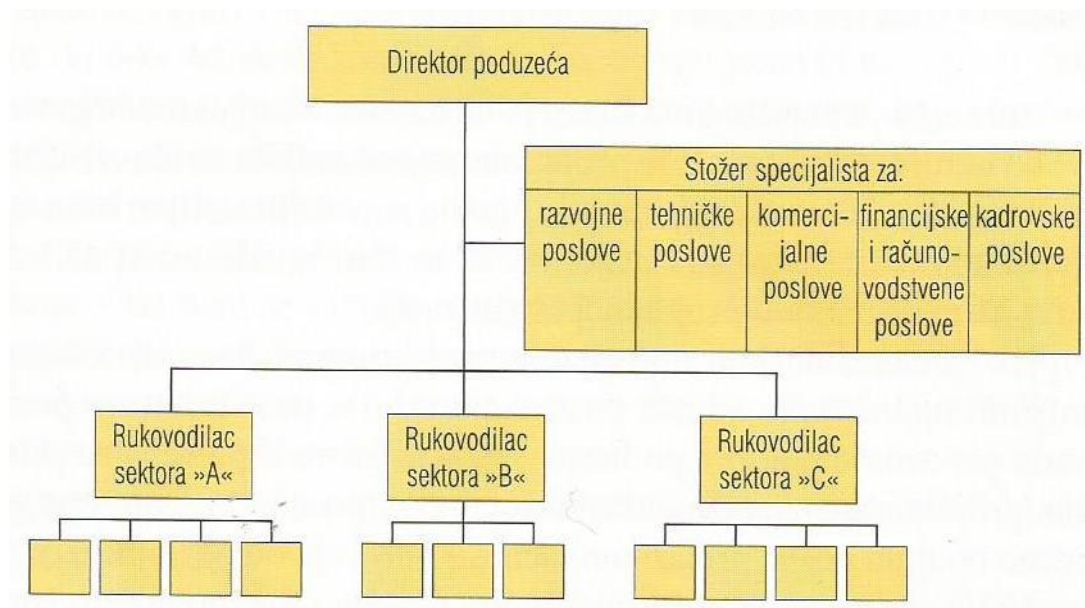 Direktor poduzeća
Stožer specijalista za:
razvojne
poslove
tehničke
poslove
komerci-
jalne
poslove
financijske
i računo-
vodstvene
poslove
kadrovske
poslove
Rukovodilac
sektora »A«
Rukovodilac
sektora »B«
Rukovodilac
sektora »C«